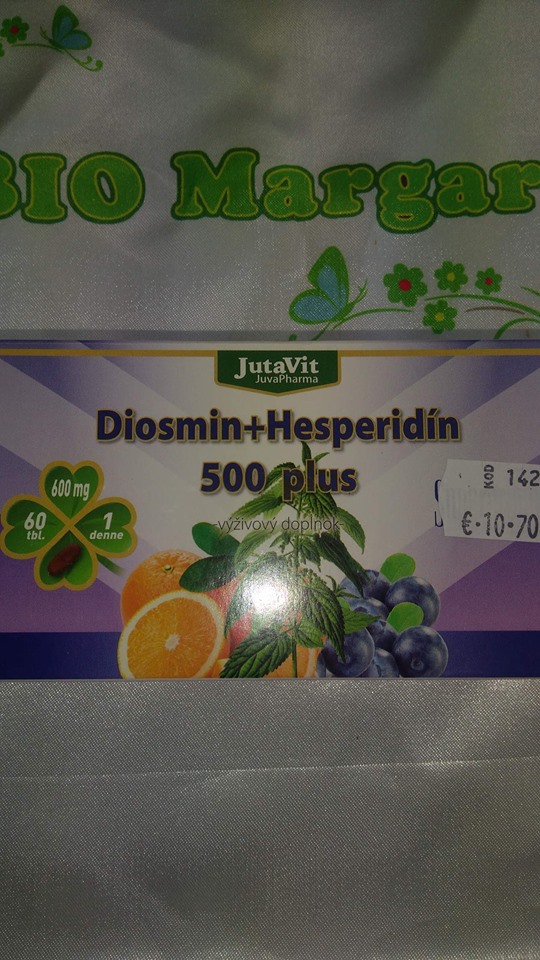 BIO Margar
JutaVit
JuvaPharma
Diosmin+Hesperidín
500 plus
-výživový doplnok-
600 mg
60
tbl.
1
denne
KOD 142
€·10·70